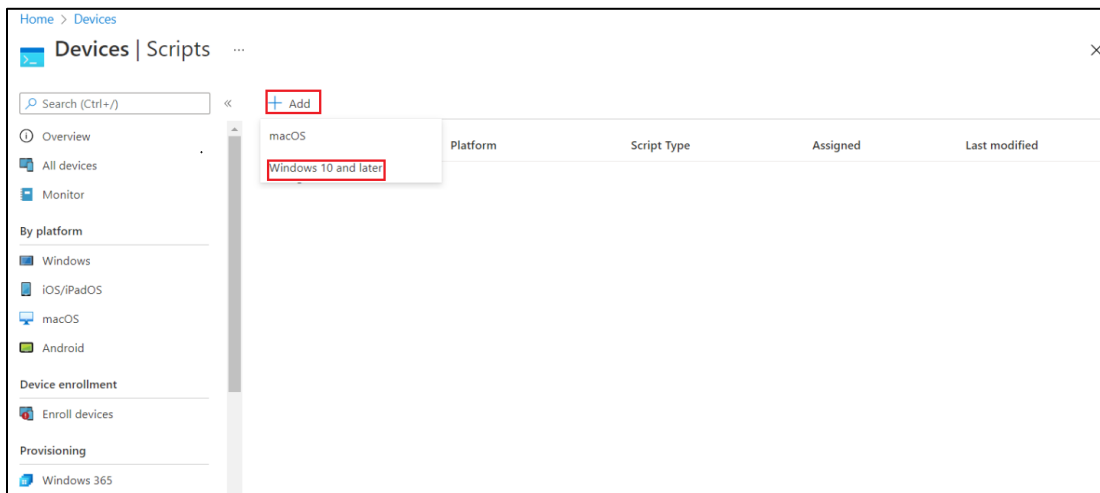 Home > Devices
Devices | Scripts ...
Search (Ctrl+/)
«
+ Add
Overview
All devices
Monitor
By platform
Windows
iOS/iPadOS
macOS
Android
Device enrollment
Enroll devices
Provisioning
Windows 365
macOS
Windows 10 and later
Platform Script Type Assigned Last modified